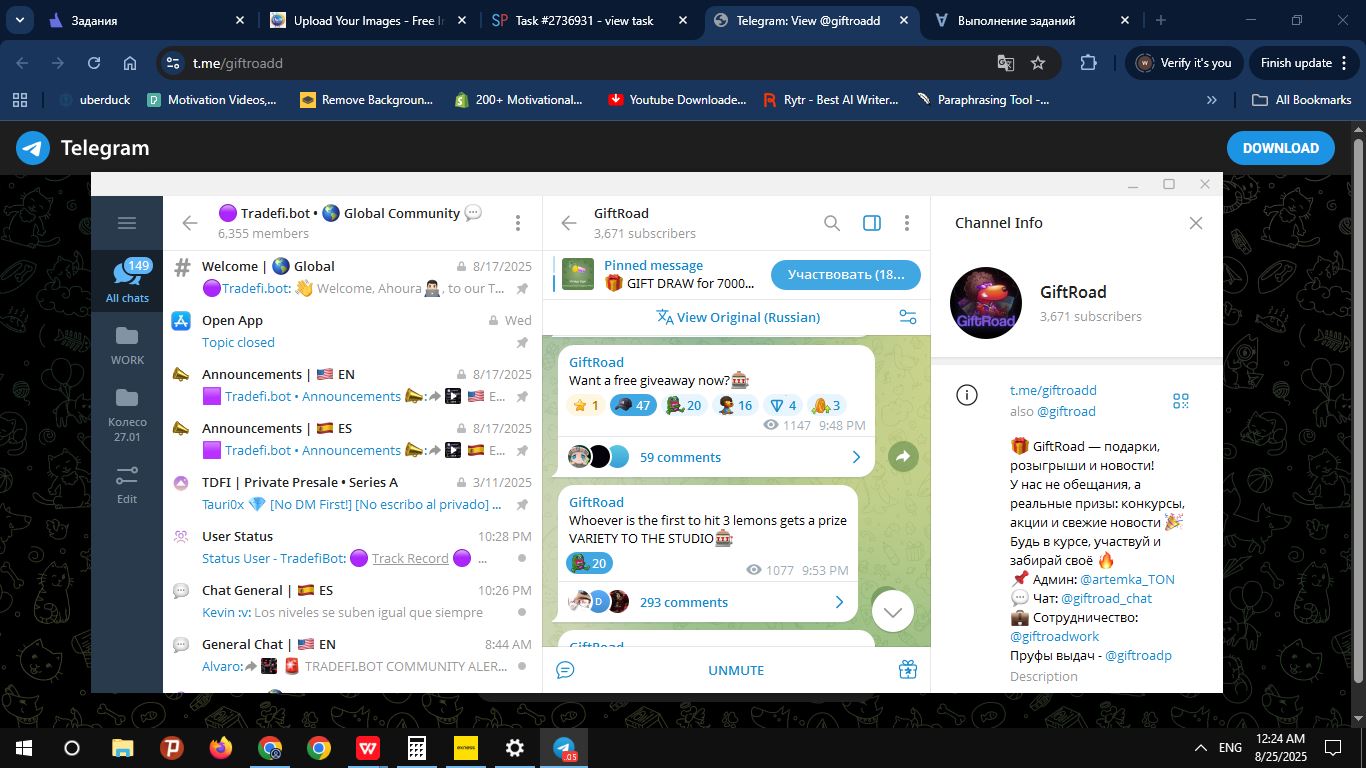 Задания
Upload Your Images - Free I
Task #2736931 - view task
Telegram: View @giftroadd
Выполнение заданий
t.me/giftroadd
Verify it's you
Finish update
uberduck
Motivation Videos,...
Remove Backgroun...
200+ Motivational...
Youtube Downloade...
Rytr - Best AI Writer...
Paraphrasing Tool -...
All Bookmarks
Telegram
DOWNLOAD
149
All chats
WORK
Колесо
27.01
Edit
🟣 Tradefi.bot • 🌎 Global Community 💬
6,355 members
Welcome | 🌎 Global
8/17/2025
🟣Tradefi.bot: 👋 Welcome, Ahoura👨🏻‍💻, to our T...
Open App
Wed
Topic closed
Announcements | 🇺🇸 EN
8/17/2025
🟪 Tradefi.bot • Announcements 📣: 🇺🇸 E...
Announcements | 🇪🇸 ES
8/17/2025
🟪 Tradefi.bot • Announcements 📣: 🇪🇸 E...
TDFI | Private Presale • Series A
3/11/2025
Tauri0x 💎 [No DM First!] [No escribo al privado] ...
User Status
10:28 PM
Status User - TradefiBot: 🟣 Track Record 🟣 ...
Chat General | 🇪🇸 ES
10:26 PM
Kevin :v: Los niveles se suben igual que siempre
General Chat | 🇺🇸 EN
8:44 AM
Alvaro: 🚨 TRADEFI.BOT COMMUNITY ALER...
GiftRoad
3,671 subscribers
Pinned message
🎁 GIFT DRAW for 7000...
Участвовать (18...
View Original (Russian)
GiftRoad
Want a free giveaway now?🎰
1 47 20 16 4 3
1147 9:48 PM
59 comments
GiftRoad
Whoever is the first to hit 3 lemons gets a prize
VARIETY TO THE STUDIO🎰
20
1077 9:53 PM
D
293 comments
GiftRoad
UNMUTE
Channel Info
GiftRoad
GiftRoad
3,671 subscribers
t.me/giftroadd
also @giftroad
🎁 GiftRoad — подарки,
розыгрыши и новости!
У нас не обещания, а
реальные призы: конкурсы,
акции и свежие новости 🎉
Будь в курсе, участвуй и
забирай своё 🔥
📌 Админ: @artemka_TON
💬 Чат: @giftroad_chat
💼 Сотрудничество:
@giftroadwork
Пруфы выдач - @giftroadp
Description
exness
.05
ENG
12:24 AM
8/25/2025